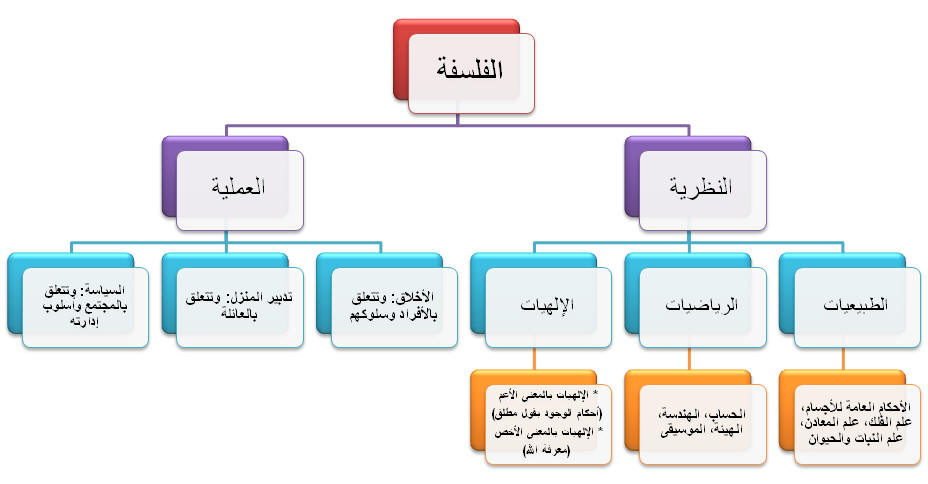 الفلسفة
النظرية
العملية
الطبيعيات
الرياضيات
الإلهيات
الأخلاق: وتتعلق
بالأفراد وسلوكهم
تدبير المنزل: وتتعلق
بالعائلة
السياسة: وتتعلق
بالمجتمع وأسلوب
إدارته
الأحكام العامة للأجسام،
علم الفلك، علم المعادن،
علم النبات والحيوان
الحساب، الهندسة،
الهيئة، الموسيقى
* الإلهيات بالمعنى الأعم
(أحكام الوجود بقول مطلق)
* الإلهيات بالمعنى الأخص
(معرفة الله)